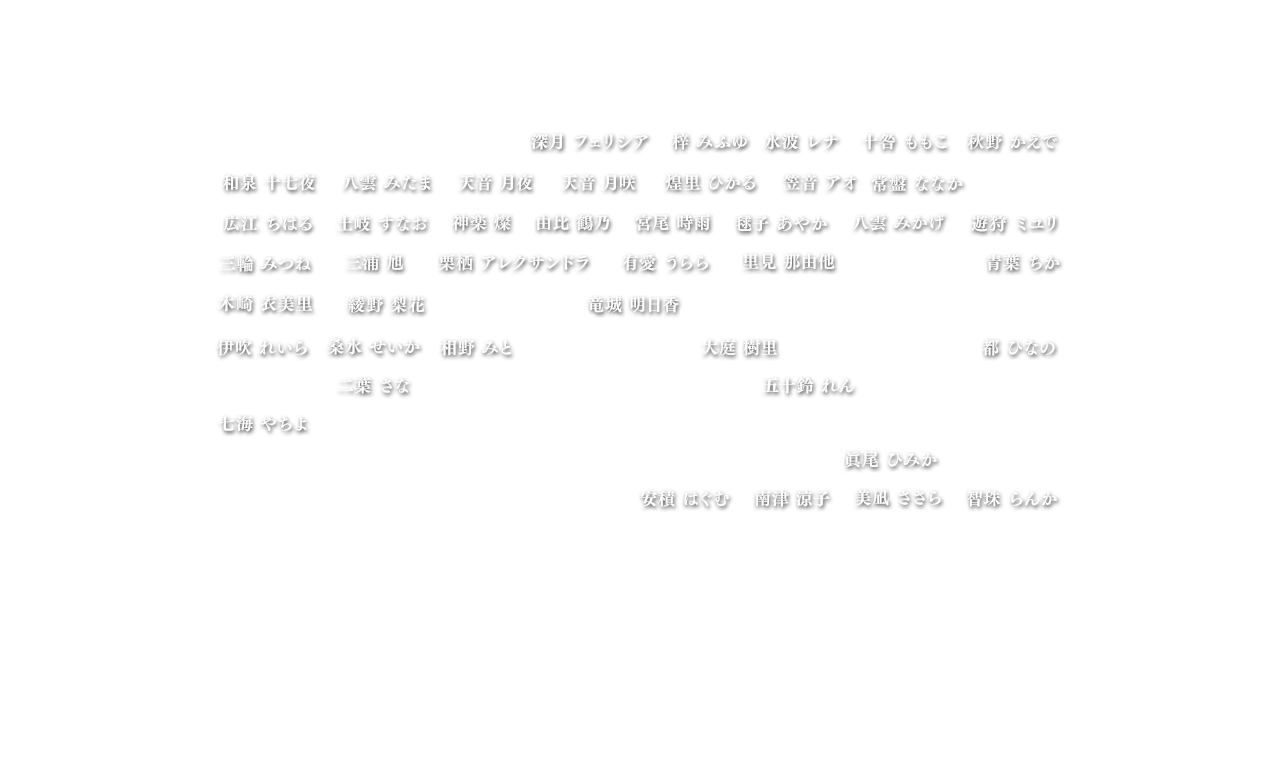 深月 フェリシア 梓 みふゆ 水波 レナ 十咎 ももこ 秋野 かえで
和泉 十七夜 八雲 みたま 天音 月夜 天音 月咲 煌里 ひかる 笠音 アオ 常盤 ななか
広江 ちはる 土岐 すなお 神楽 燦 由比 鶴乃 宮尾 時雨 毬子 あやか 八雲 みかげ 遊狩 ミユリ
三輪 みつね 三浦 旭 栗栖 アレクサンドラ 有愛 うらら 里見 那由他 青葉 ちか
木崎 衣美里 綾野 梨花 竜城 明日香
伊吹 れいら 桑水 せいか 相野 みと 大庭 樹里 都 ひなの
二葉 さな 五十鈴 れん
七海 やちよ
眞尾 ひみか
安積 はぐむ 南津 涼子 美凪 ささら 智珠 らんか